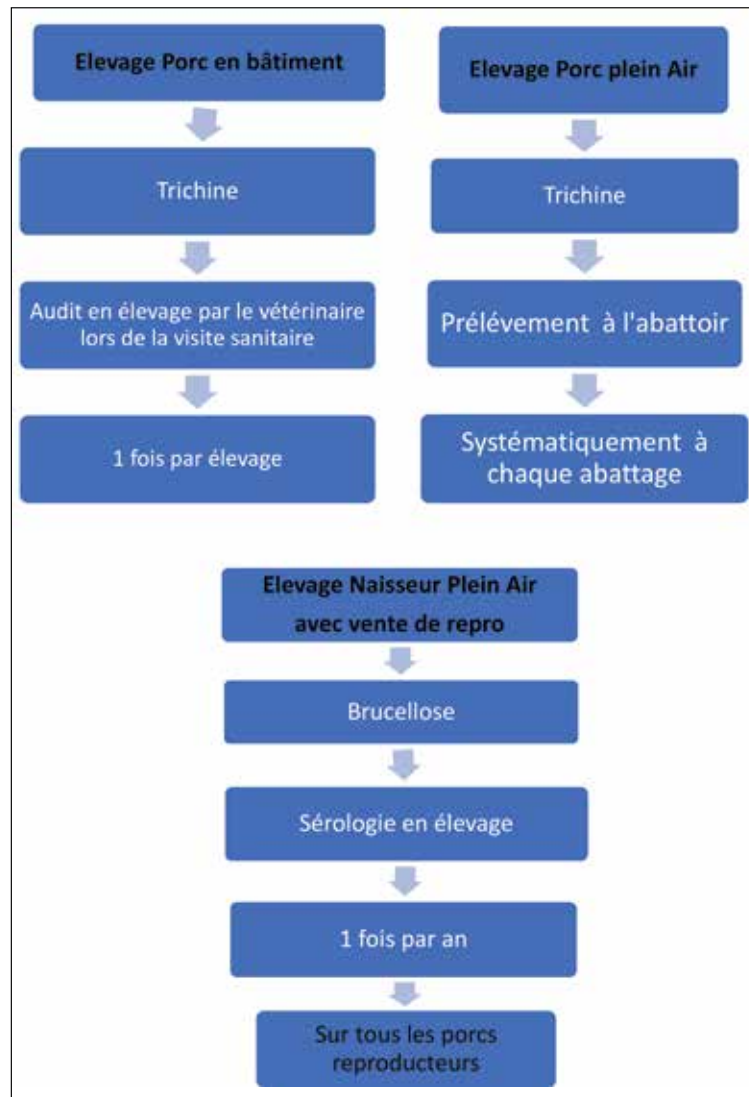 Elevage Porc en bâtiment
Trichine
Audit en élevage par le vétérinaire
lors de la visite sanitaire
1 fois par élevage
Elevage Porc plein Air
Trichine
Prélévement à l'abattoir
Systématiquement à
chaque abattage
Elevage Naisseur Plein Air
avec vente de repro
Brucellose
Sérologie en élevage
1 fois par an
Sur tous les porcs
reproducteurs